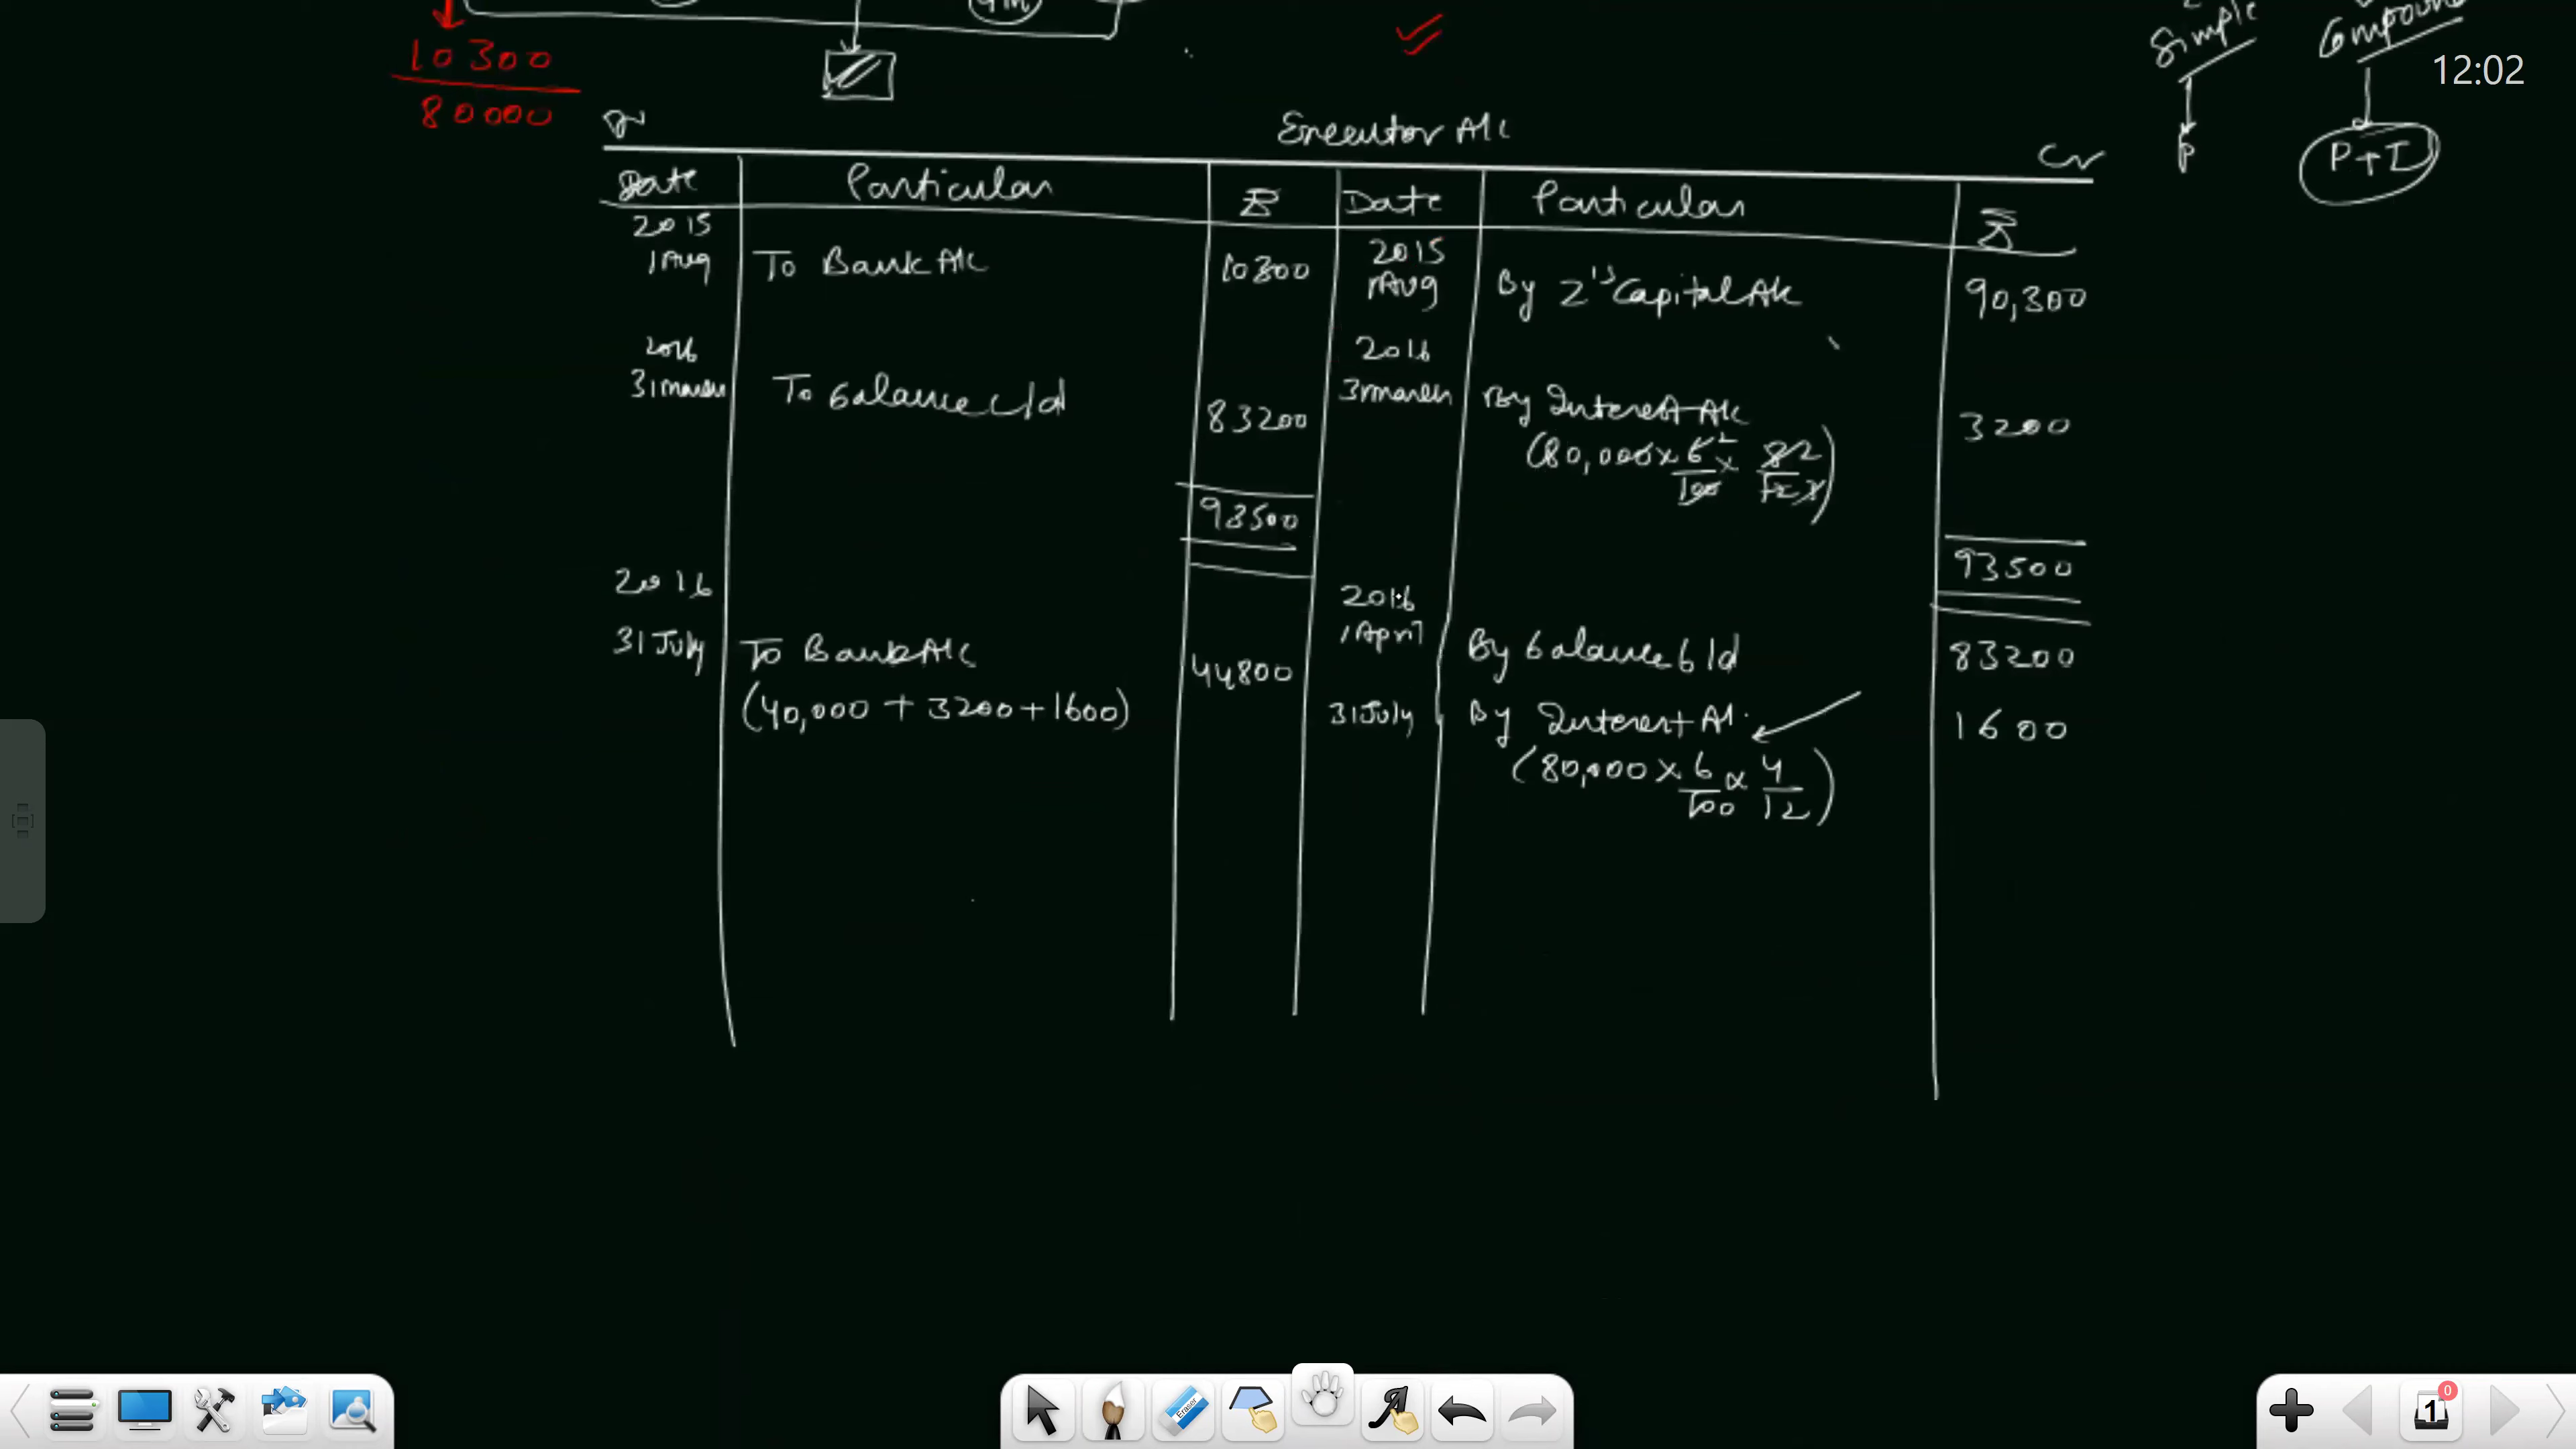 10300
80000
Simple
Compound
12:02
P
P+I
Dr
Executor A/c
Cr
Date Particular ₹ Date Particular ₹
2015
1 Aug To Bank A/c 10300
2015
1 Aug By Z's Capital A/c 90,300
2016
31 March To Balance c/d 83200
2016
31 March By Interest A/c 3200
(80,000 x 6/100 x 8/12)
93500
93500
2016
31 July To Bank A/c 44800
(40,000 + 3200 + 1600)
2016
1 April By Balance b/d 83200
31 July By Interest A/c 1600
(80,000 x 6/100 x 4/12)
Eraser
1
0